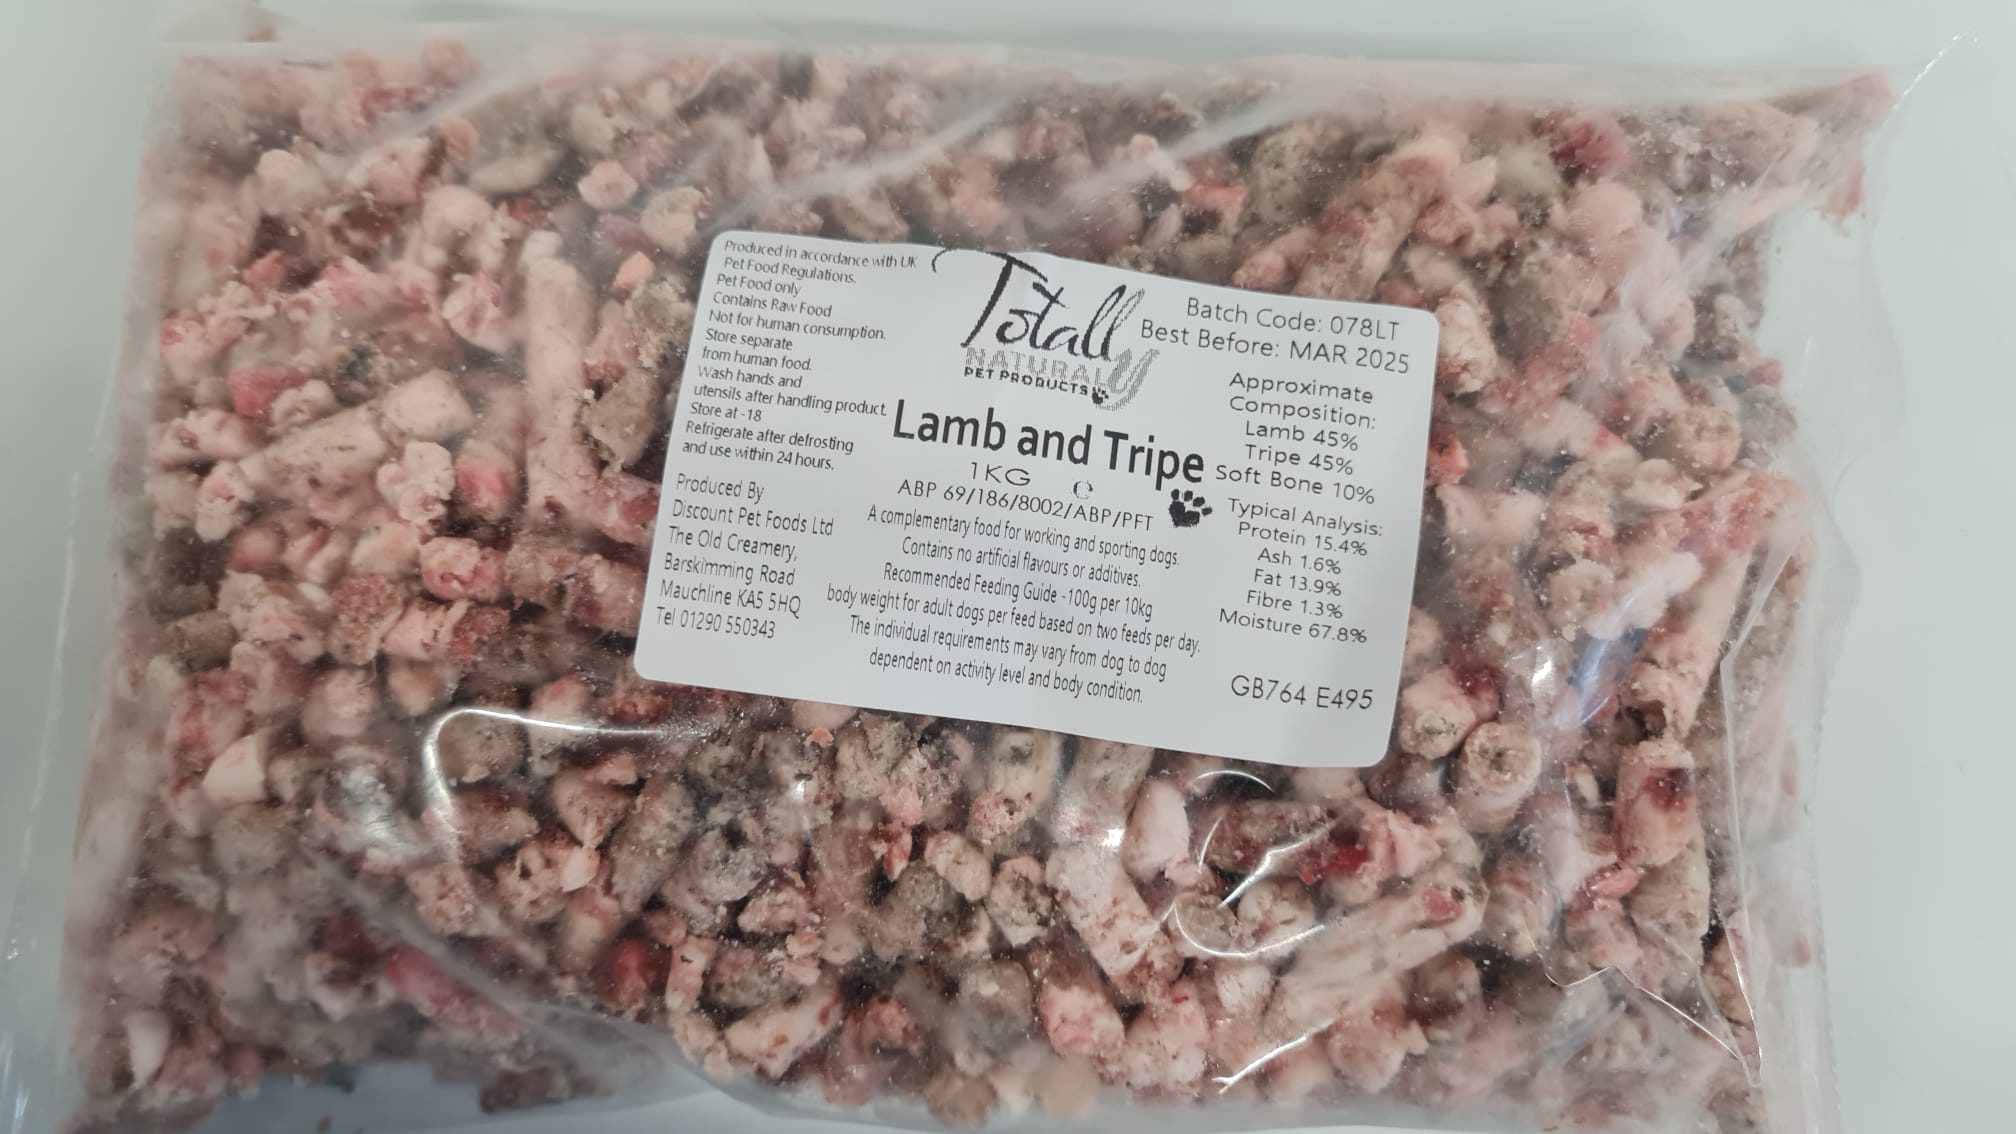 Produced in accordance with UK
Pet Food Regulations.
Pet Food only
Contains Raw Food
Not for human consumption.
Store separate
from human food.
Wash hands and
utensils after handling product.
Store at -18
Refrigerate after defrosting
and use within 24 hours.
Produced By
Discount Pet Foods Ltd
The Old Creamery,
Barskimming Road
Mauchline KA5 5HQ
Tel 01290 550343
Totally
NATURAL
PET PRODUCTS
Lamb and Tripe
1KG e
ABP 69/186/8002/ABP/PFT
A complementary food for working and sporting dogs.
Contains no artificial flavours or additives.
Recommended Feeding Guide -100g per 10kg
body weight for adult dogs per feed based on two feeds per day.
The individual requirements may vary from dog to dog
dependent on activity level and body condition.
Batch Code: 078LT
Best Before: MAR 2025
Approximate
Composition:
Lamb 45%
Tripe 45%
Soft Bone 10%
Typical Analysis:
Protein 15.4%
Ash 1.6%
Fat 13.9%
Fibre 1.3%
Moisture 67.8%
GB764 E495